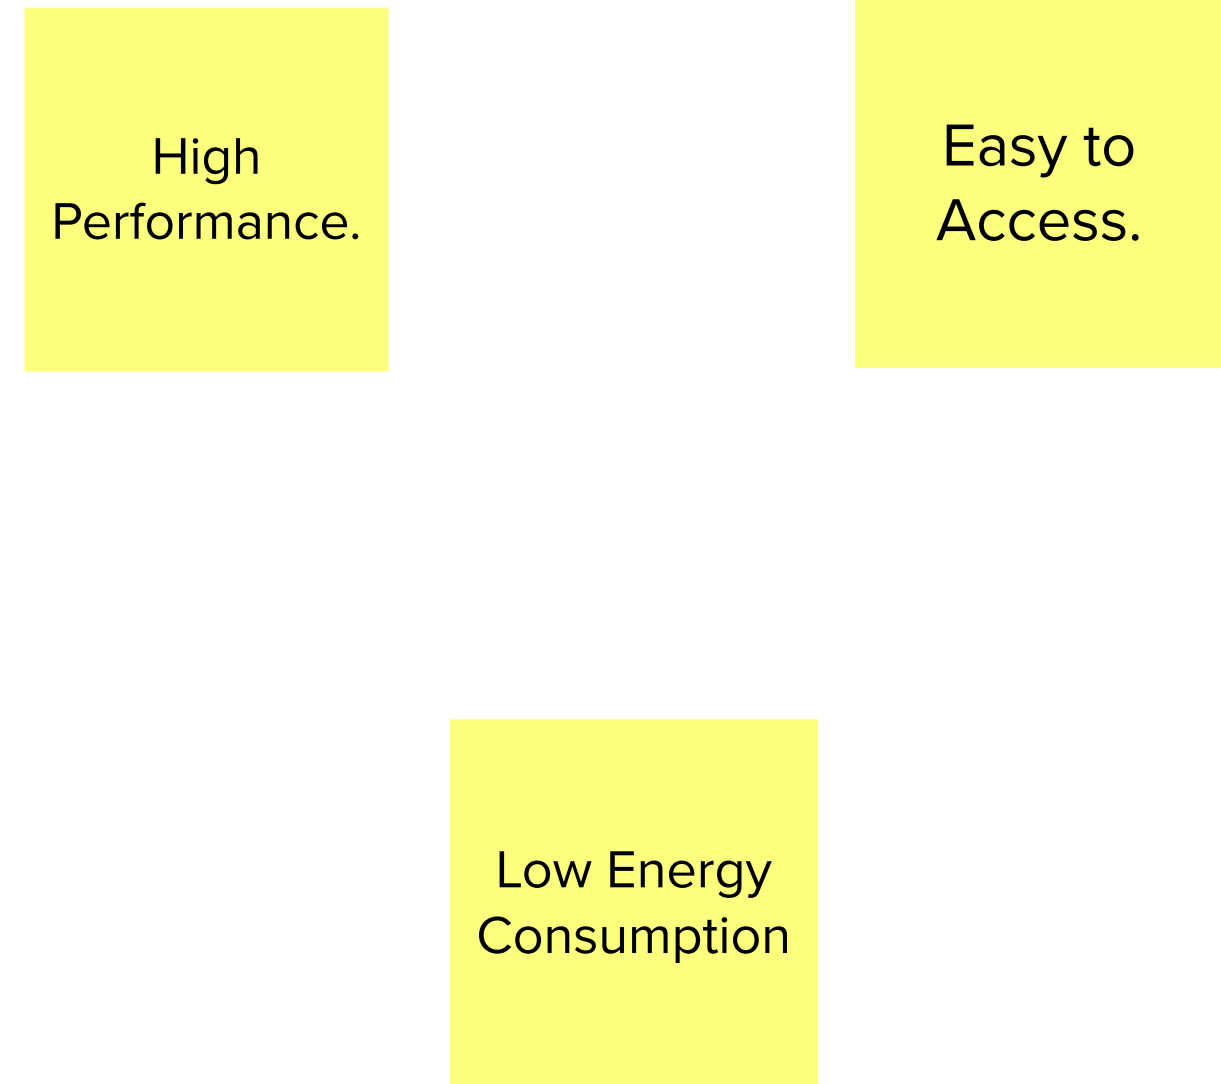 High
Performance.
Easy to
Access.
Low Energy
Consumption